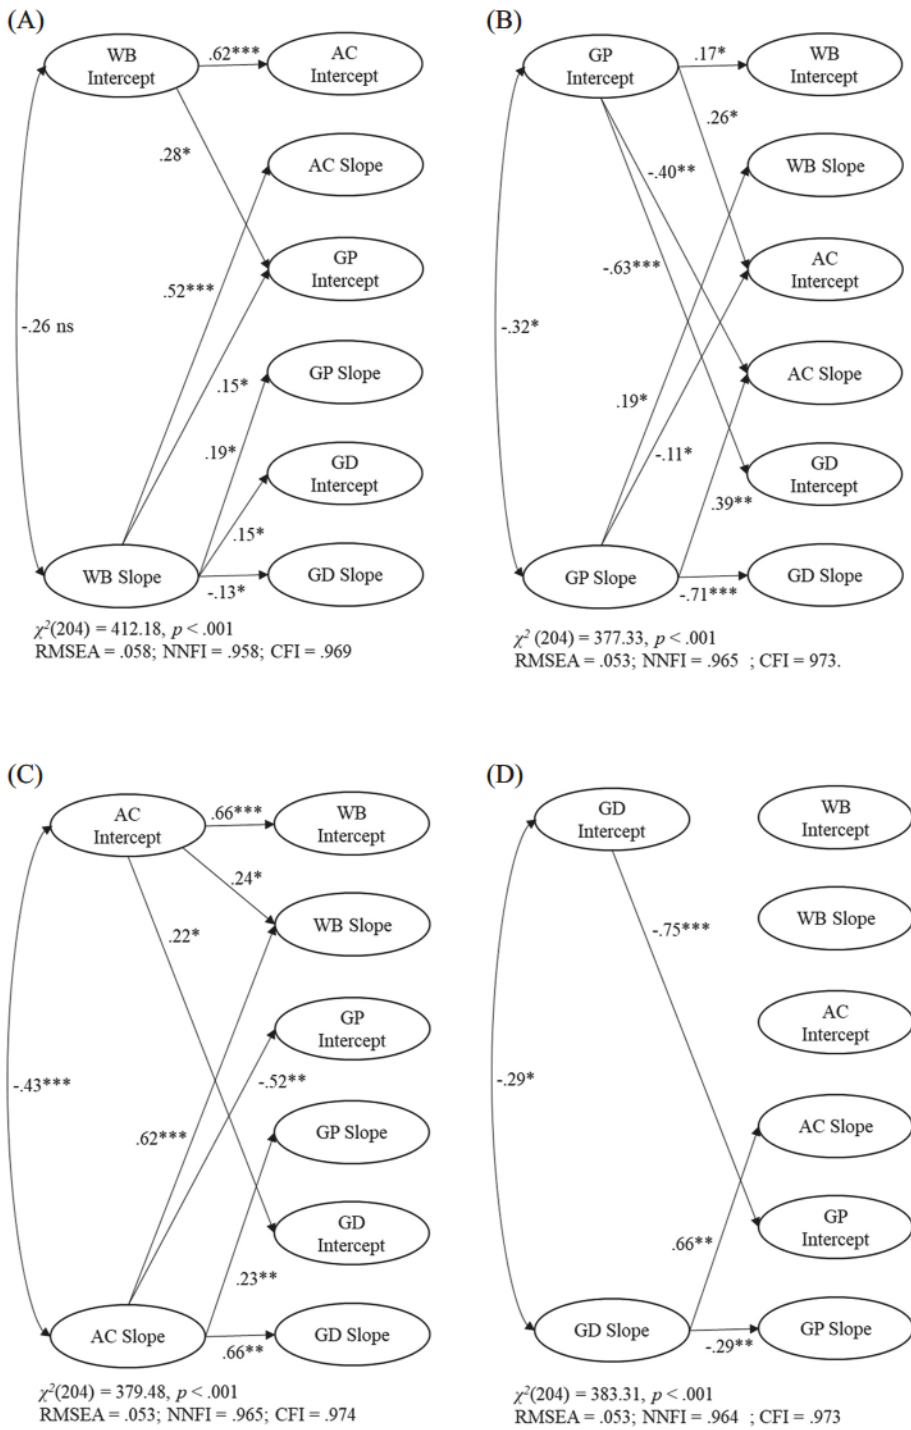 (A)
WB
Intercept
.62***
AC
Intercept
.28*
AC Slope
GP
Intercept
.52***
-.26 ns
GP Slope
.15*
.19*
GD
Intercept
.15*
WB Slope
-.13*
GD Slope
χ²(204) = 412.18, p < .001
RMSEA = .058; NNFI = .958; CFI = .969
(B)
GP
Intercept
.17*
WB
Intercept
.26*
-.40**
WB Slope
-.63***
AC
Intercept
-.32*
AC Slope
.19*
-.11*
GD
Intercept
.39**
GP Slope
-.71***
GD Slope
χ² (204) = 377.33, p < .001
RMSEA = .053; NNFI = .965 ; CFI = 973.
(C)
AC
Intercept
.66***
WB
Intercept
.24*
WB Slope
.22*
GP
Intercept
-.43***
-.52**
.62***
GP Slope
GD
Intercept
.23**
AC Slope
.66**
GD Slope
χ²(204) = 379.48, p < .001
RMSEA = .053; NNFI = .965; CFI = .974
(D)
GD
Intercept
WB
Intercept
WB Slope
-.75***
AC
Intercept
-.29*
AC Slope
GP
Intercept
.66**
GD Slope
-.29**
GP Slope
χ²(204) = 383.31, p < .001
RMSEA = .053; NNFI = .964 ; CFI = .973